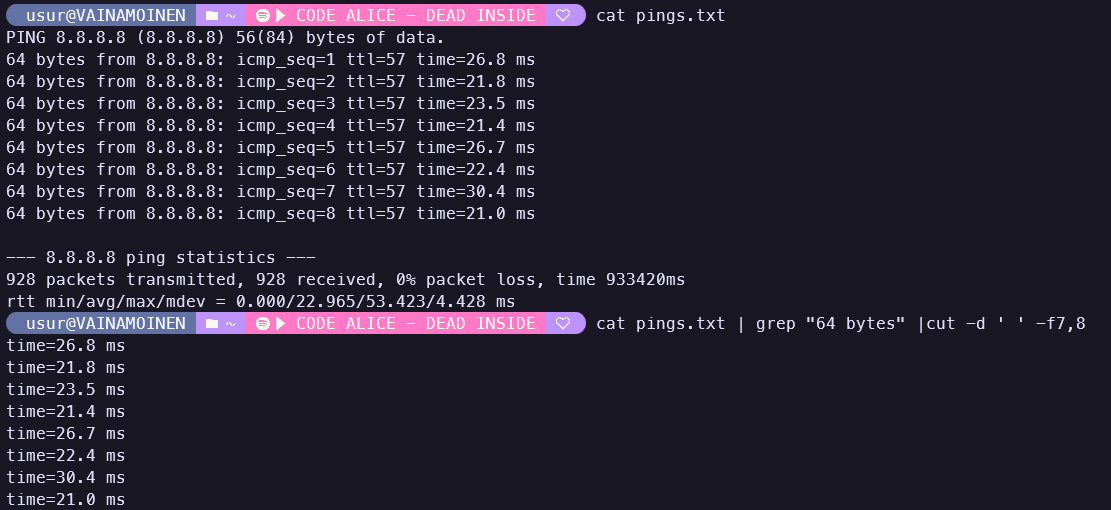 usur@VAINAMOINEN ~ CODE ALICE - DEAD INSIDE cat pings.txt
PING 8.8.8.8 (8.8.8.8) 56(84) bytes of data.
64 bytes from 8.8.8.8: icmp_seq=1 ttl=57 time=26.8 ms
64 bytes from 8.8.8.8: icmp_seq=2 ttl=57 time=21.8 ms
64 bytes from 8.8.8.8: icmp_seq=3 ttl=57 time=23.5 ms
64 bytes from 8.8.8.8: icmp_seq=4 ttl=57 time=21.4 ms
64 bytes from 8.8.8.8: icmp_seq=5 ttl=57 time=26.7 ms
64 bytes from 8.8.8.8: icmp_seq=6 ttl=57 time=22.4 ms
64 bytes from 8.8.8.8: icmp_seq=7 ttl=57 time=30.4 ms
64 bytes from 8.8.8.8: icmp_seq=8 ttl=57 time=21.0 ms
--- 8.8.8.8 ping statistics ---
928 packets transmitted, 928 received, 0% packet loss, time 933420ms
rtt min/avg/max/mdev = 0.000/22.965/53.423/4.428 ms
usur@VAINAMOINEN ~ CODE ALICE - DEAD INSIDE cat pings.txt | grep "64 bytes" |cut -d ' ' -f7,8
time=26.8 ms
time=21.8 ms
time=23.5 ms
time=21.4 ms
time=26.7 ms
time=22.4 ms
time=30.4 ms
time=21.0 ms